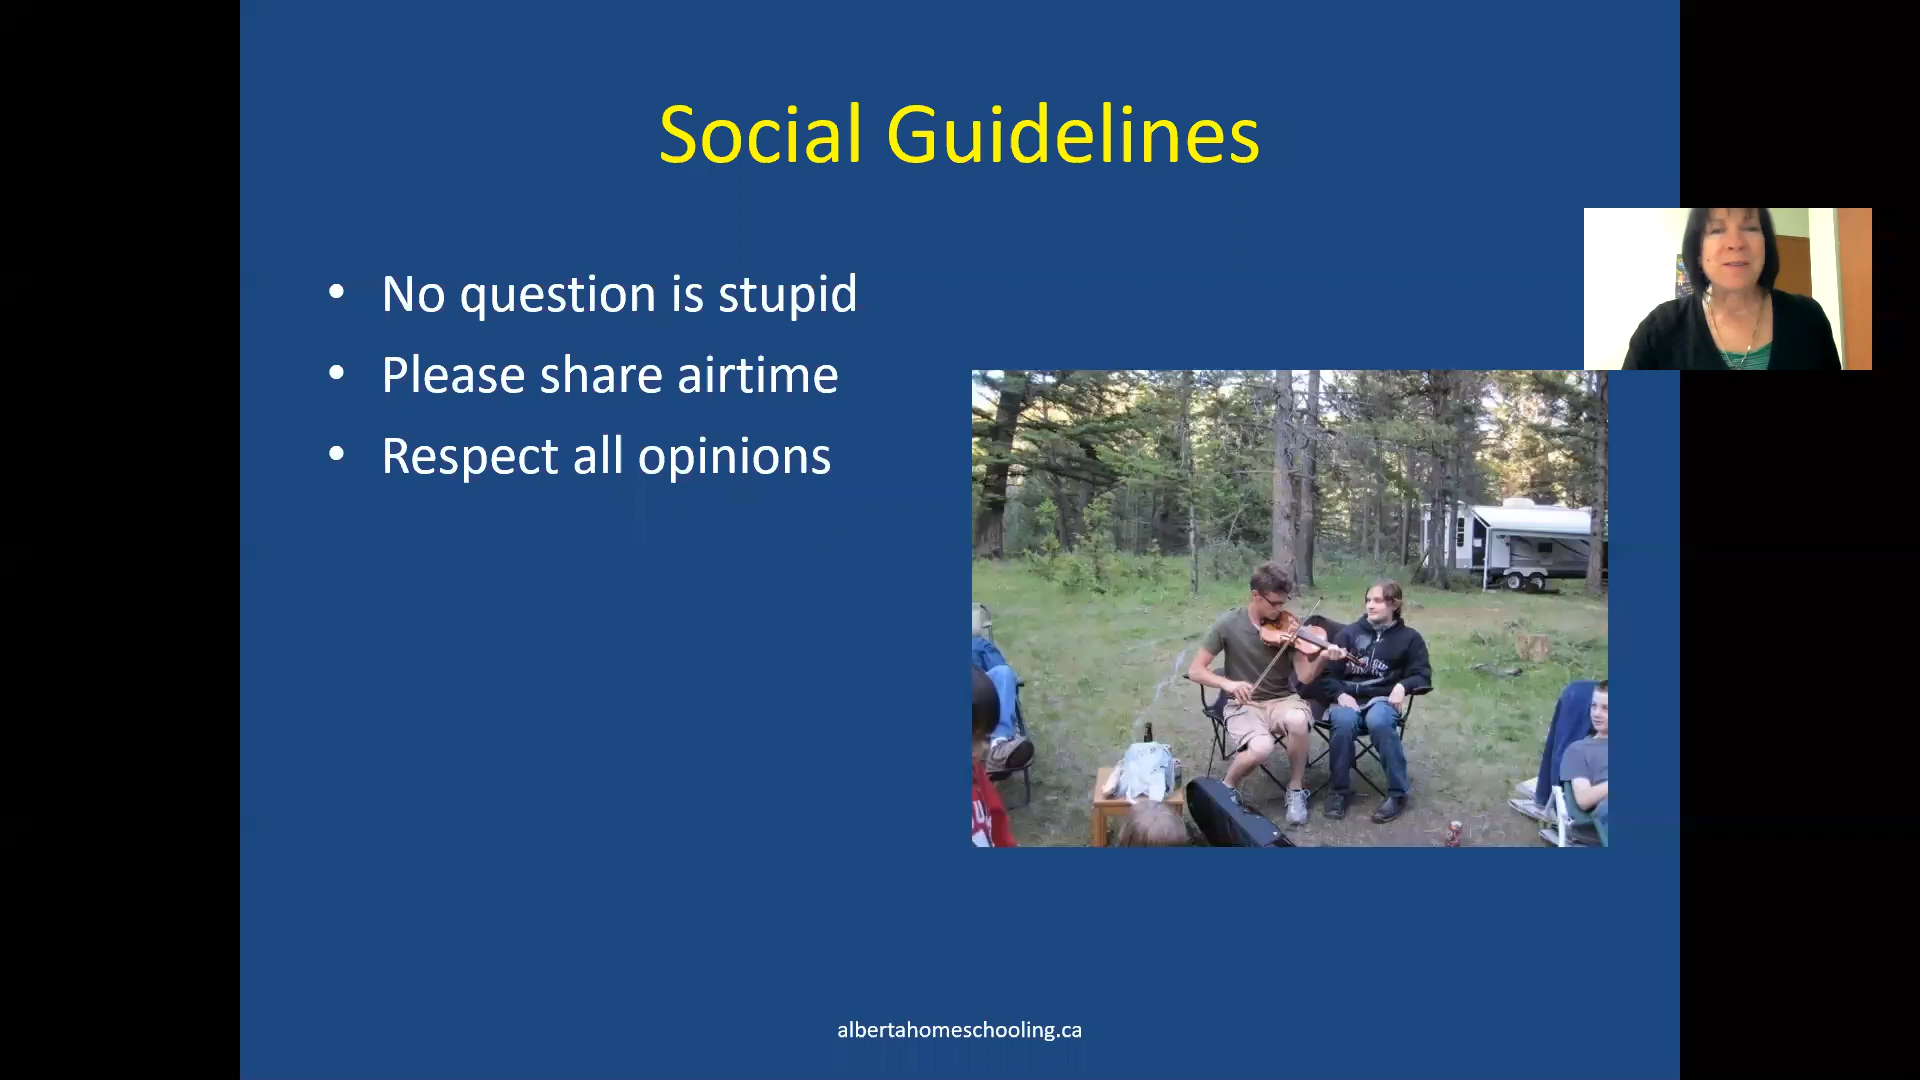 Social Guidelines
• No question is stupid
• Please share airtime
• Respect all opinions
albertahomeschooling.ca